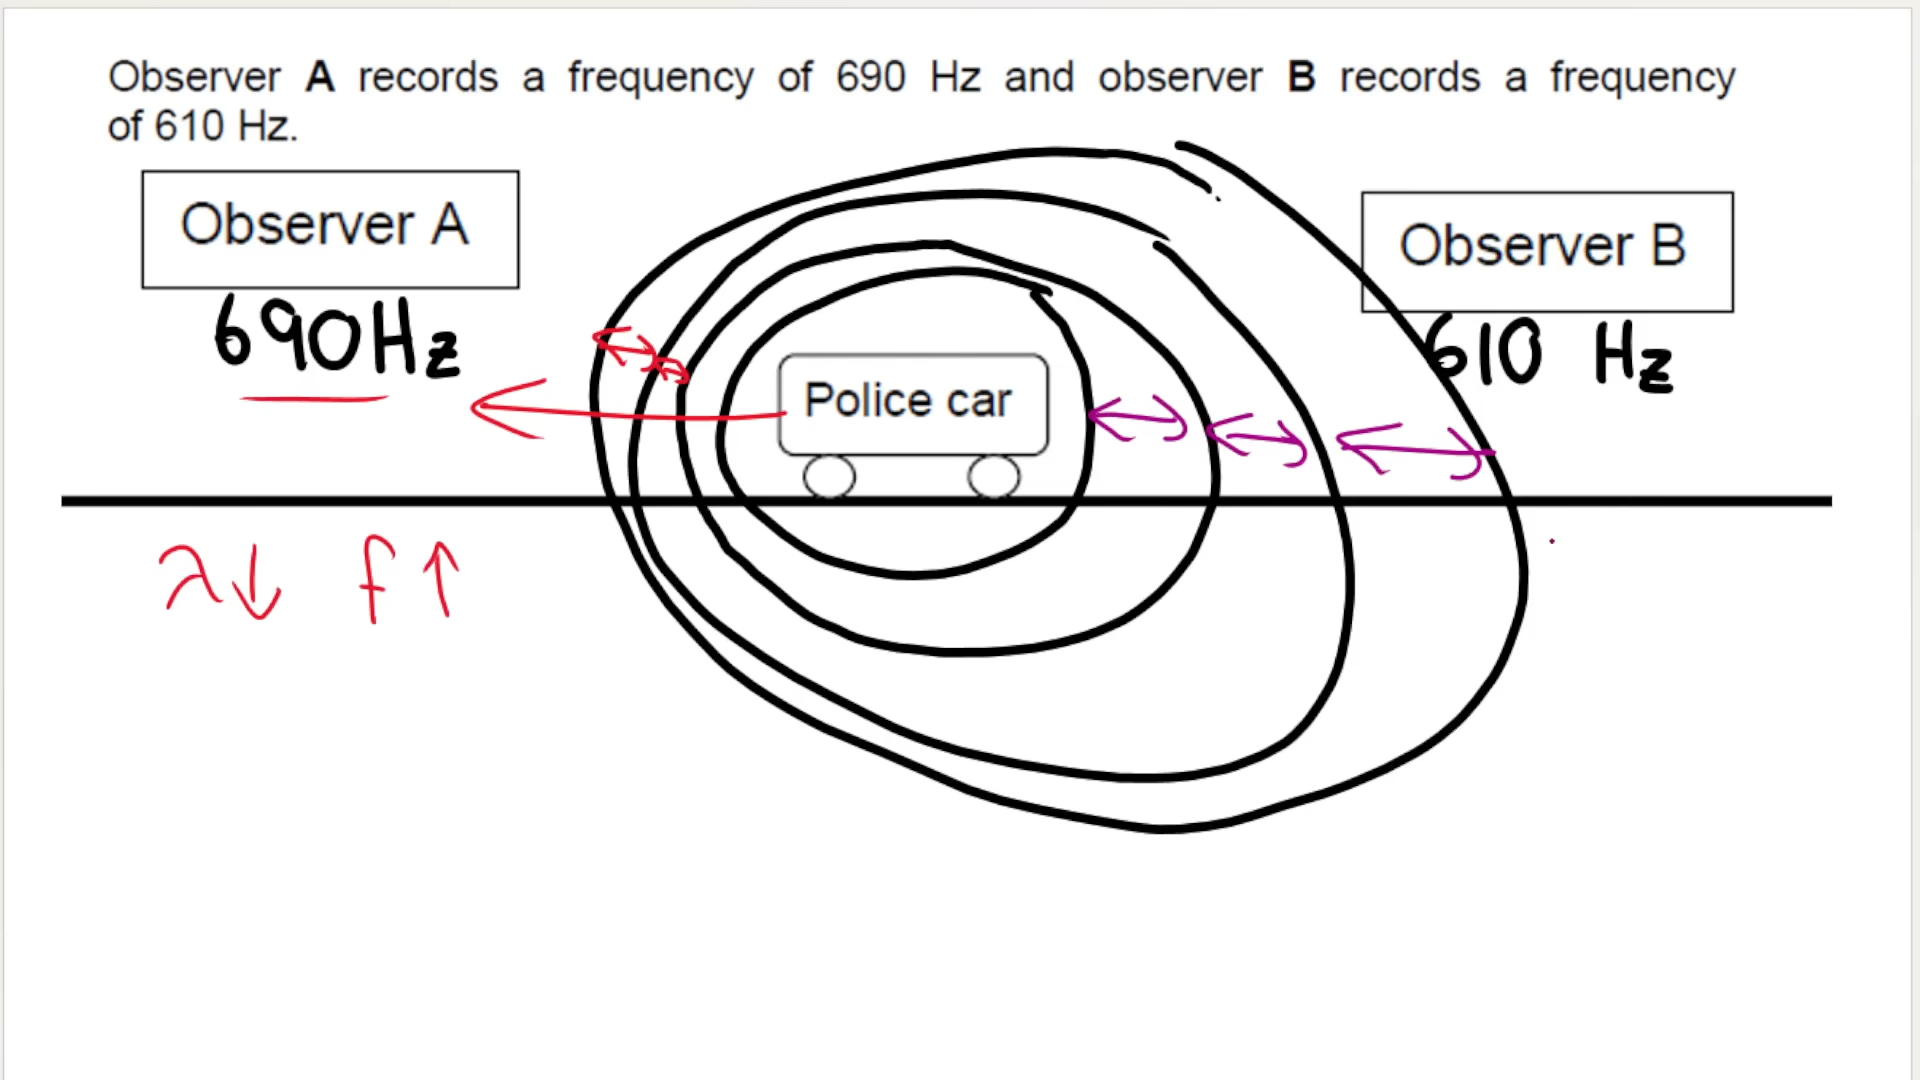 Observer A records a frequency of 690 Hz and observer B records a frequency
of 610 Hz.
Observer A
Observer B
690Hz
610 Hz
Police car
λ↓ f↑